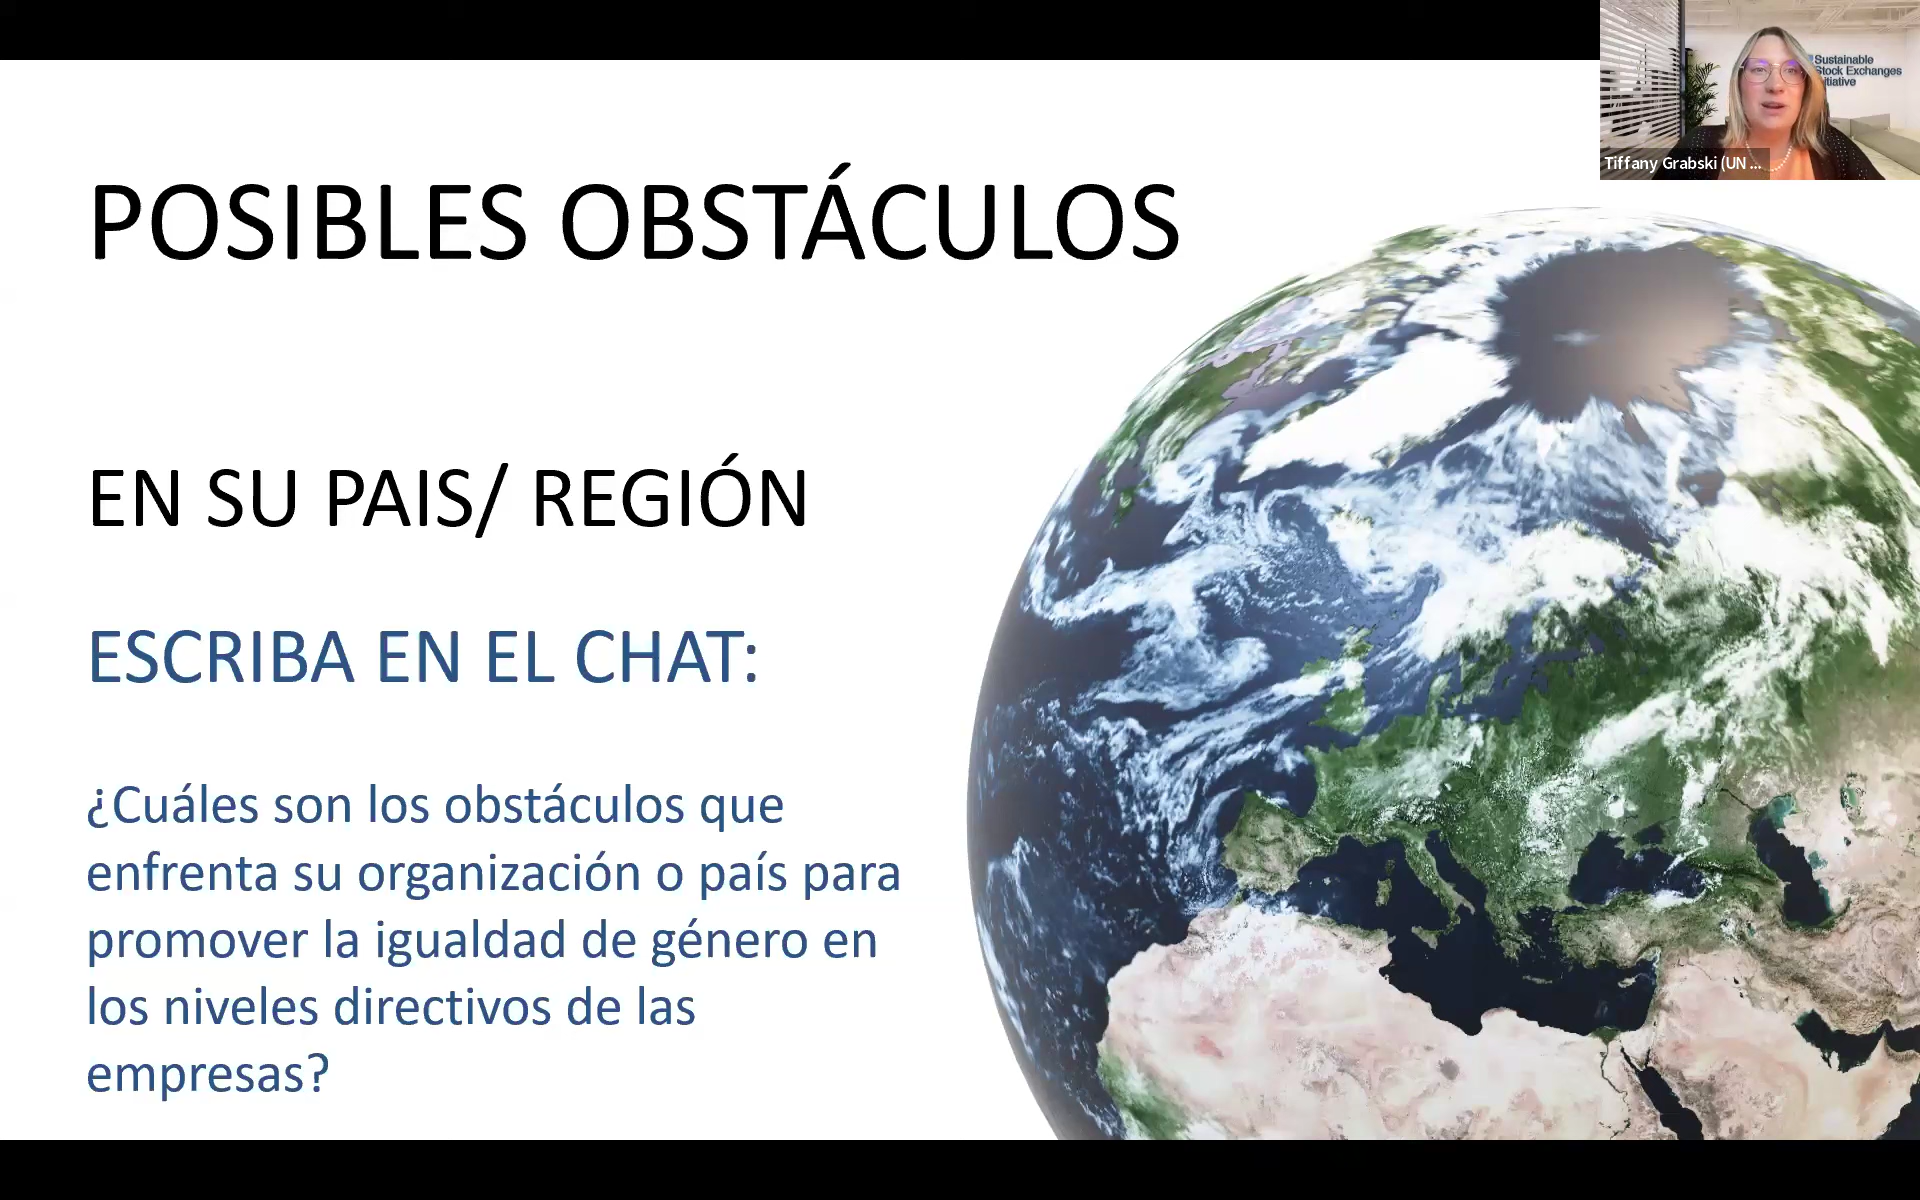 Sustainable
Stock Exchanges
Initiative
Tiffany Grabski (UN ...
POSIBLES OBSTÁCULOS
EN SU PAIS/ REGIÓN
ESCRIBA EN EL CHAT:
¿Cuáles son los obstáculos que
enfrenta su organización o país para
promover la igualdad de género en
los niveles directivos de las
empresas?